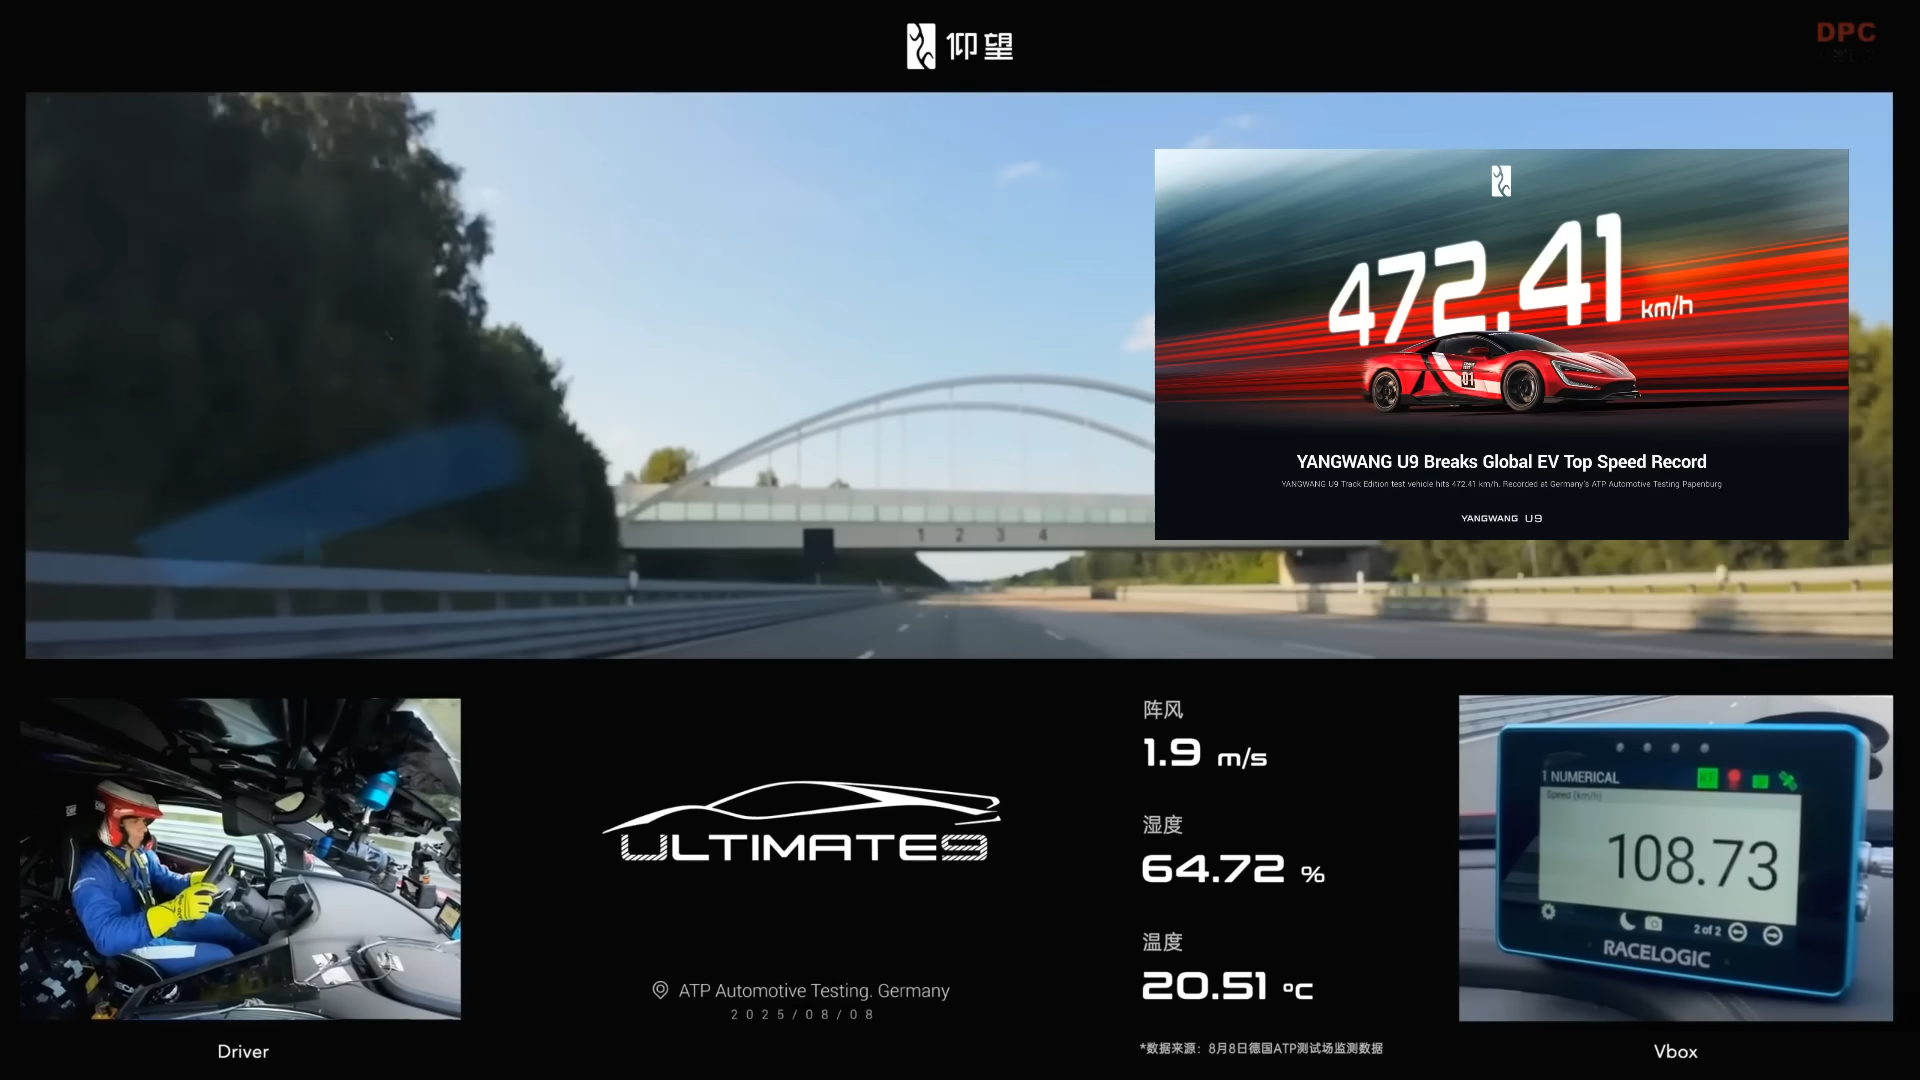 仰望
DPC
472.41 km/h
01
YANGWANG U9 Breaks Global EV Top Speed Record
YANGWANG U9 Track Edition test vehicle hits 472.41 km/h. Recorded at Germany's ATP Automotive Testing Papenburg
YANGWANG U9
1 2 3 4
ULTIMATE9
ATP Automotive Testing. Germany
2025/08/08
阵风
1.9 m/s
湿度
64.72 %
温度
20.51 °C
*数据来源：8月8日德国ATP测试场监测数据
1 NUMERICAL
Speed (km/h)
108.73
2 of 2
RACELOGIC
Driver
Vbox